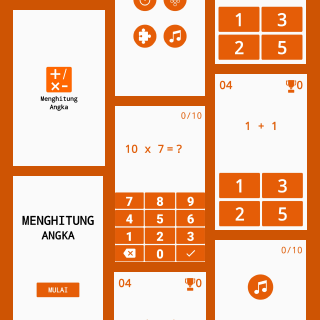 Menghitung
Angka
MENGHITUNG
ANGKA
MULAI
0/10
10 x 7 = ?
7 8 9
4 5 6
1 2 3
0
04 0
1 3
2 5
04 0
1 + 1
1 3
2 5
0/10